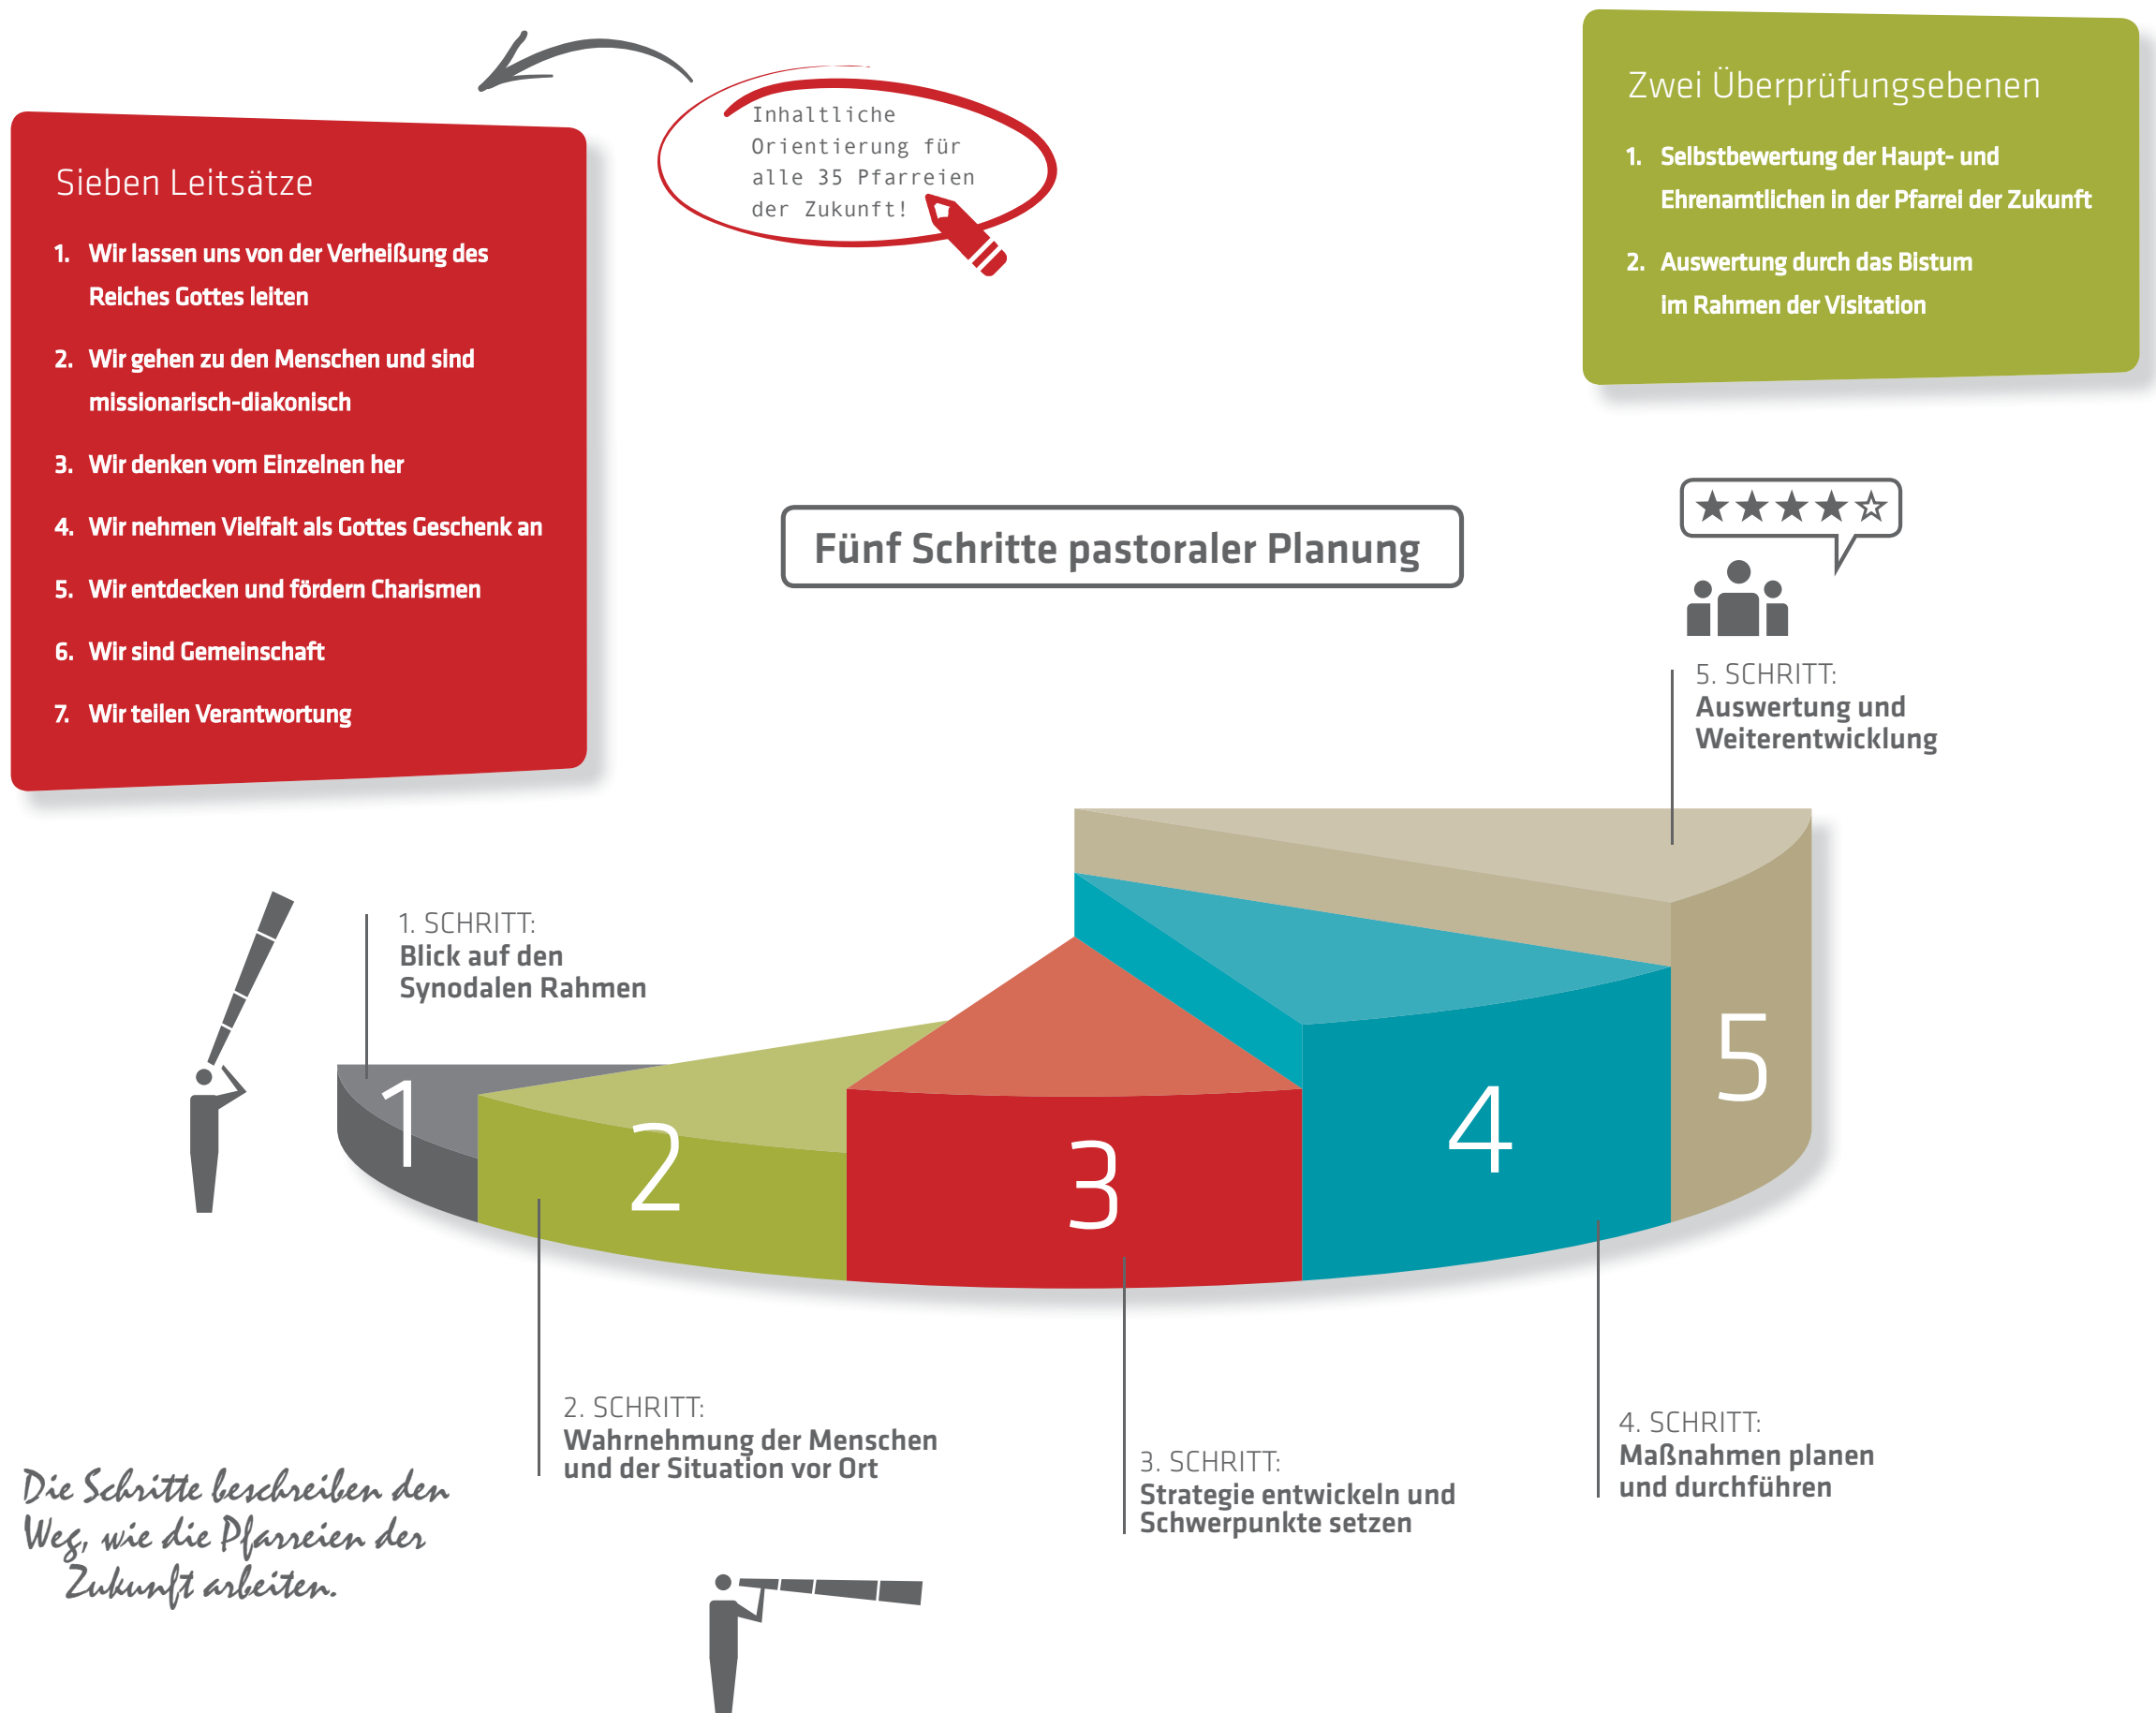 Inhaltliche
Orientierung für
alle 35 Pfarreien
der Zukunft!
Sieben Leitsätze
1. Wir lassen uns von der Verheißung des
Reiches Gottes leiten
2. Wir gehen zu den Menschen und sind
missionarisch-diakonisch
3. Wir denken vom Einzelnen her
4. Wir nehmen Vielfalt als Gottes Geschenk an
5. Wir entdecken und fördern Charismen
6. Wir sind Gemeinschaft
7. Wir teilen Verantwortung
Zwei Überprüfungsebenen
1. Selbstbewertung der Haupt- und
Ehrenamtlichen in der Pfarrei der Zukunft
2. Auswertung durch das Bistum
im Rahmen der Visitation
Fünf Schritte pastoraler Planung
5. SCHRITT:
Auswertung und
Weiterentwicklung
1. SCHRITT:
Blick auf den
Synodalen Rahmen
1
2
3
4
5
2. SCHRITT:
Wahrnehmung der Menschen
und der Situation vor Ort
3. SCHRITT:
Strategie entwickeln und
Schwerpunkte setzen
4. SCHRITT:
Maßnahmen planen
und durchführen
Die Schritte beschreiben den
Weg, wie die Pfarreien der
Zukunft arbeiten.